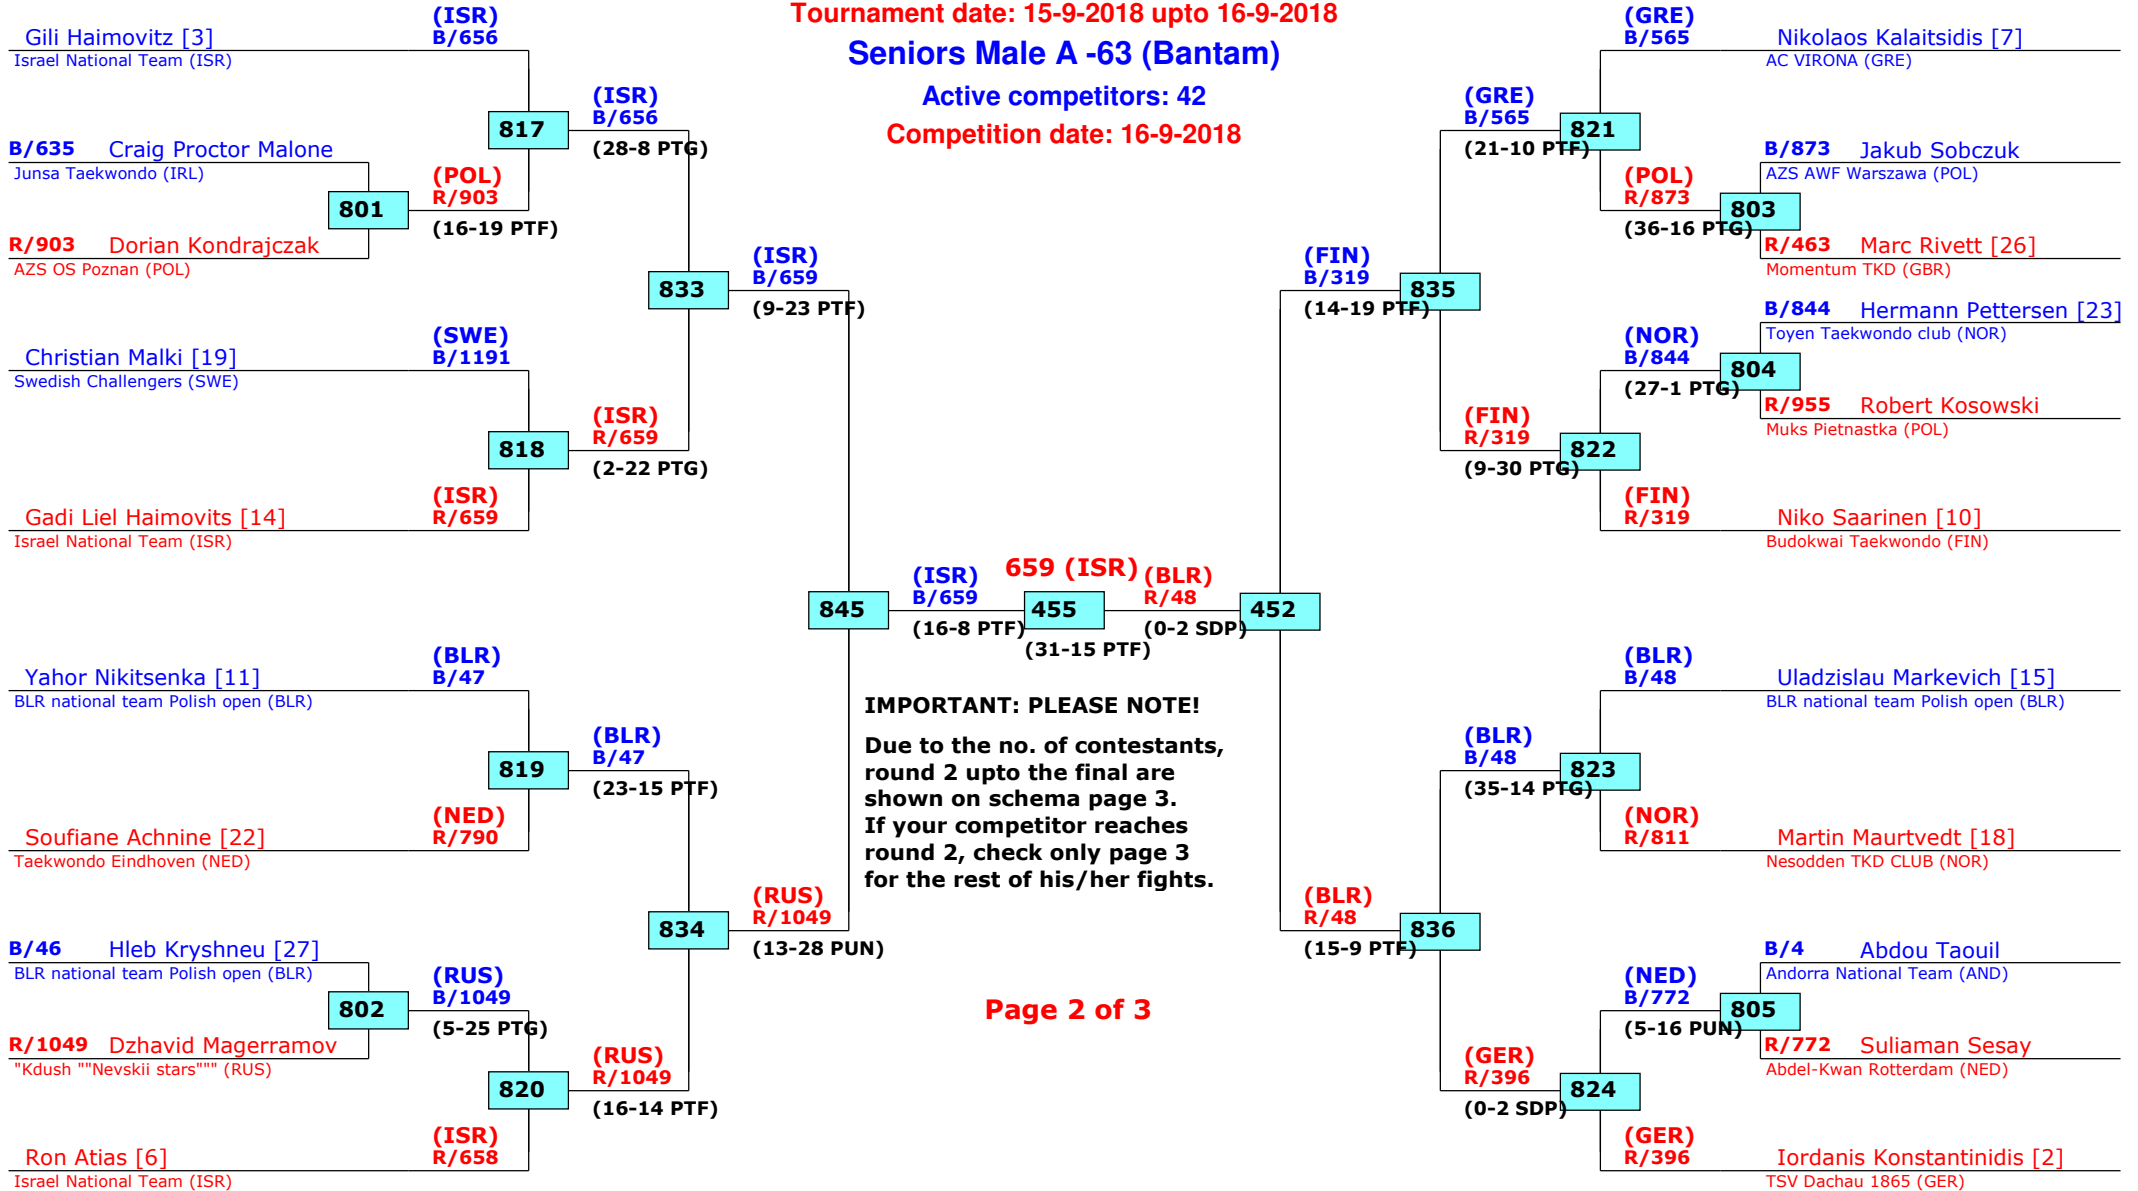 Tournament date: 15-9-2018 upto 16-9-2018
Seniors Male A -63 (Bantam)
Active competitors: 42
Competition date: 16-9-2018
(ISR)
Gili Haimovitz [3] B/656
Israel National Team (ISR)
(ISR)
B/656
817
(28-8 PTG)
B/635 Craig Proctor Malone
Junsa Taekwondo (IRL)
(POL)
R/903
801
(16-19 PTF)
R/903 Dorian Kondrajczak
AZS OS Poznan (POL)
(ISR)
B/659
833
(9-23 PTF)
(SWE)
Christian Malki [19] B/1191
Swedish Challengers (SWE)
(ISR)
R/659
818
(2-22 PTG)
(ISR)
Gadi Liel Haimovits [14] R/659
Israel National Team (ISR)
845
(ISR)
B/659
(16-8 PTF)
659 (ISR)
455
(31-15 PTF)
(BLR)
R/48
(0-2 SDP)
452
(BLR)
Yahor Nikitsenka [11] B/47
BLR national team Polish open (BLR)
(BLR)
B/47
819
(23-15 PTF)
(NED)
Soufiane Achnine [22] R/790
Taekwondo Eindhoven (NED)
(RUS)
R/1049
834
(13-28 PUN)
B/46 Hleb Kryshneu [27]
BLR national team Polish open (BLR)
(RUS)
B/1049
802
(5-25 PTG)
R/1049 Dzhavid Magerramov
"Kdush ""Nevskii stars""" (RUS)
(RUS)
R/1049
820
(16-14 PTF)
(ISR)
Ron Atias [6] R/658
Israel National Team (ISR)
IMPORTANT: PLEASE NOTE!
Due to the no. of contestants,
round 2 upto the final are
shown on schema page 3.
If your competitor reaches
round 2, check only page 3
for the rest of his/her fights.
Page 2 of 3
(GRE)
B/565 Nikolaos Kalaitsidis [7]
AC VIRONA (GRE)
(GRE)
B/565
821
(21-10 PTF)
B/873 Jakub Sobczuk
AZS AWF Warszawa (POL)
(POL)
R/873
803
(36-16 PTG)
R/463 Marc Rivett [26]
Momentum TKD (GBR)
(FIN)
B/319
835
(14-19 PTF)
B/844 Hermann Pettersen [23]
Toyen Taekwondo club (NOR)
(NOR)
B/844
804
(27-1 PTG)
R/955 Robert Kosowski
Muks Pietnastka (POL)
(FIN)
R/319
822
(9-30 PTG)
(FIN)
R/319 Niko Saarinen [10]
Budokwai Taekwondo (FIN)
(BLR)
B/48 Uladzislau Markevich [15]
BLR national team Polish open (BLR)
(BLR)
B/48
823
(35-14 PTG)
(NOR)
R/811 Martin Maurtvedt [18]
Nesodden TKD CLUB (NOR)
(BLR)
R/48
836
(15-9 PTF)
B/4 Abdou Taouil
Andorra National Team (AND)
(NED)
B/772
805
(5-16 PUN)
R/772 Suliaman Sesay
Abdel-Kwan Rotterdam (NED)
(GER)
R/396
824
(0-2 SDP)
(GER)
R/396 Iordanis Konstantinidis [2]
TSV Dachau 1865 (GER)